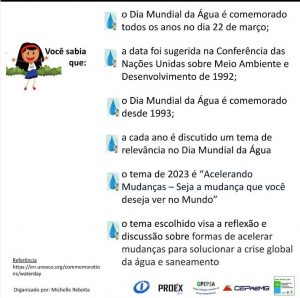 Você sabia
que:
o Dia Mundial da Água é comemorado
todos os anos no dia 22 de março;
a data foi sugerida na Conferência das
Nações Unidas sobre Meio Ambiente e
Desenvolvimento de 1992;
o Dia Mundial da Água é comemorado
desde 1993;
a cada ano é discutido um tema de
relevância no Dia Mundial da Água
o tema de 2023 é “Acelerando
Mudanças – Seja a mudança que você
deseja ver no Mundo”
o tema escolhido visa a reflexão e
discussão sobre formas de acelerar
mudanças para solucionar a crise global
da água e saneamento
Referência
https://en.unesco.org/commemoratio
ns/waterday
Organizado por: Michelle Reboita
PROEX
GPEPSA
CEPreMG